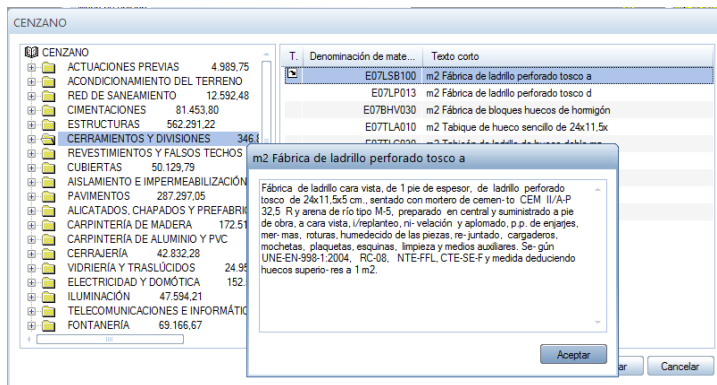 CENZANO
CENZANO
ACTUACIONES PREVIAS 4.989,75
ACONDICIONAMIENTO DEL TERRENO
RED DE SANEAMIENTO 12.592,48
CIMENTACIONES 81.453,80
ESTRUCTURAS 562.291,22
CERRAMIENTOS Y DIVISIONES 346.8
REVESTIMIENTOS Y FALSOS TECHOS
CUBIERTAS 50.129,79
AISLAMIENTO E IMPERMEABILIZACIÓN
PAVIMENTOS 287.297,05
ALICATADOS, CHAPADOS Y PREFABRI
CARPINTERÍA DE MADERA 172.51
CARPINTERÍA DE ALUMINIO Y PVC
CERRAJERÍA 42.832,28
VIDRIERÍA Y TRASLÚCIDOS 24.95
ELECTRICIDAD Y DOMÓTICA 152.
ILUMINACIÓN 47.594,21
TELECOMUNICACIONES E INFORMÁTIC
FONTANERÍA 69.166,67
T. Denominación de mate... Texto corto
E07LSB100 m2 Fábrica de ladrillo perforado tosco a
E07LP013 m2 Fábrica de ladrillo perforado tosco d
E07BHV030 m2 Fábrica de bloques huecos de hormigón
E07TLA010 m2 Tabique de hueco sencillo de 24x11,5x
m2 Fábrica de ladrillo perforado tosco a
Fábrica de ladrillo cara vista, de 1 pie de espesor, de ladrillo perforado
tosco de 24x11,5x5 cm., sentado con mortero de cemen-to CEM II/A-P
32,5 R y arena de río tipo M-5, preparado en central y suministrado a pie
de obra, a cara vista, i/replanteo, ni- velación y aplomado, p.p. de enjarjes,
mer- mas, roturas, humedecido de las piezas, re- juntado, cargaderos,
mochetas, plaquetas, esquinas, limpieza y medios auxiliares. Se- gún
UNE-EN-998-1:2004, RC-08, NTE-FFL, CTE-SE-F y medida deduciendo
huecos superio- res a 1 m2.
Aceptar
ar
Cancelar